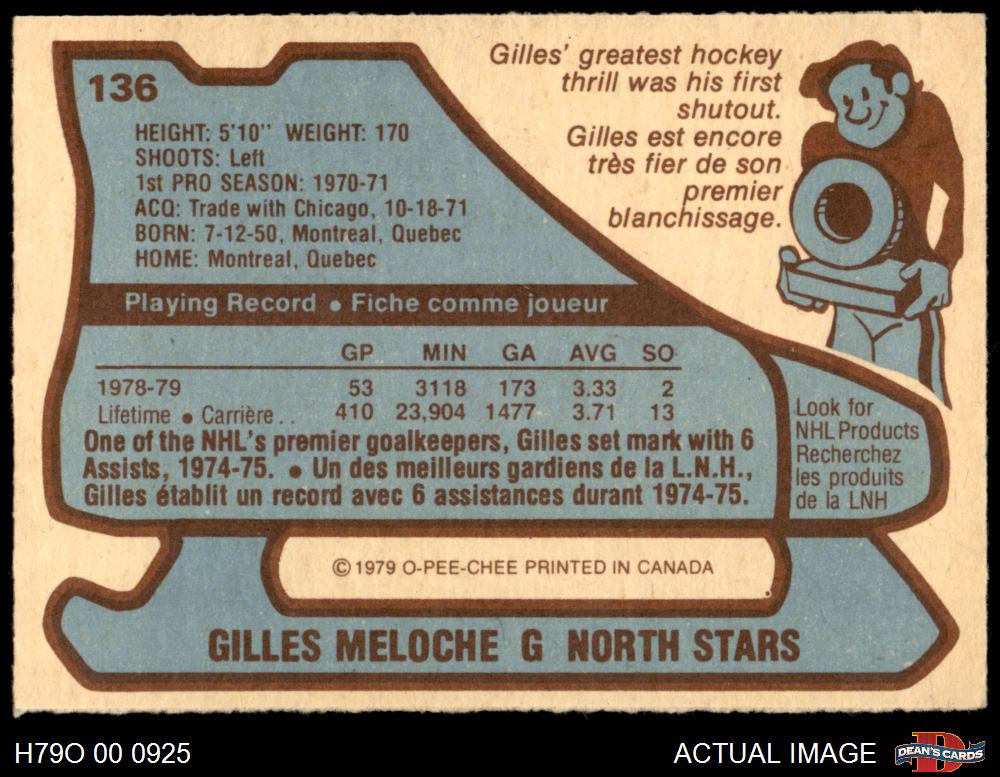 136
HEIGHT: 5'10" WEIGHT: 170
SHOOTS: Left
1st PRO SEASON: 1970-71
ACQ: Trade with Chicago, 10-18-71
BORN: 7-12-50, Montreal, Quebec
HOME: Montreal, Quebec
Gilles' greatest hockey
thrill was his first
shutout.
Gilles est encore
très fier de son
premier
blanchissage.
Playing Record • Fiche comme joueur
GP MIN GA AVG SO
1978-79 53 3118 173 3.33 2
Lifetime • Carrière . . 410 23,904 1477 3.71 13
One of the NHL's premier goalkeepers, Gilles set mark with 6
Assists, 1974-75. • Un des meilleurs gardiens de la L.N.H.,
Gilles établit un record avec 6 assistances durant 1974-75.
Look for
NHL Products
Recherchez
les produits
de la LNH
© 1979 O-PEE-CHEE PRINTED IN CANADA
GILLES MELOCHE G NORTH STARS
H79O 00 0925
ACTUAL IMAGE
DEAN'S CARDS